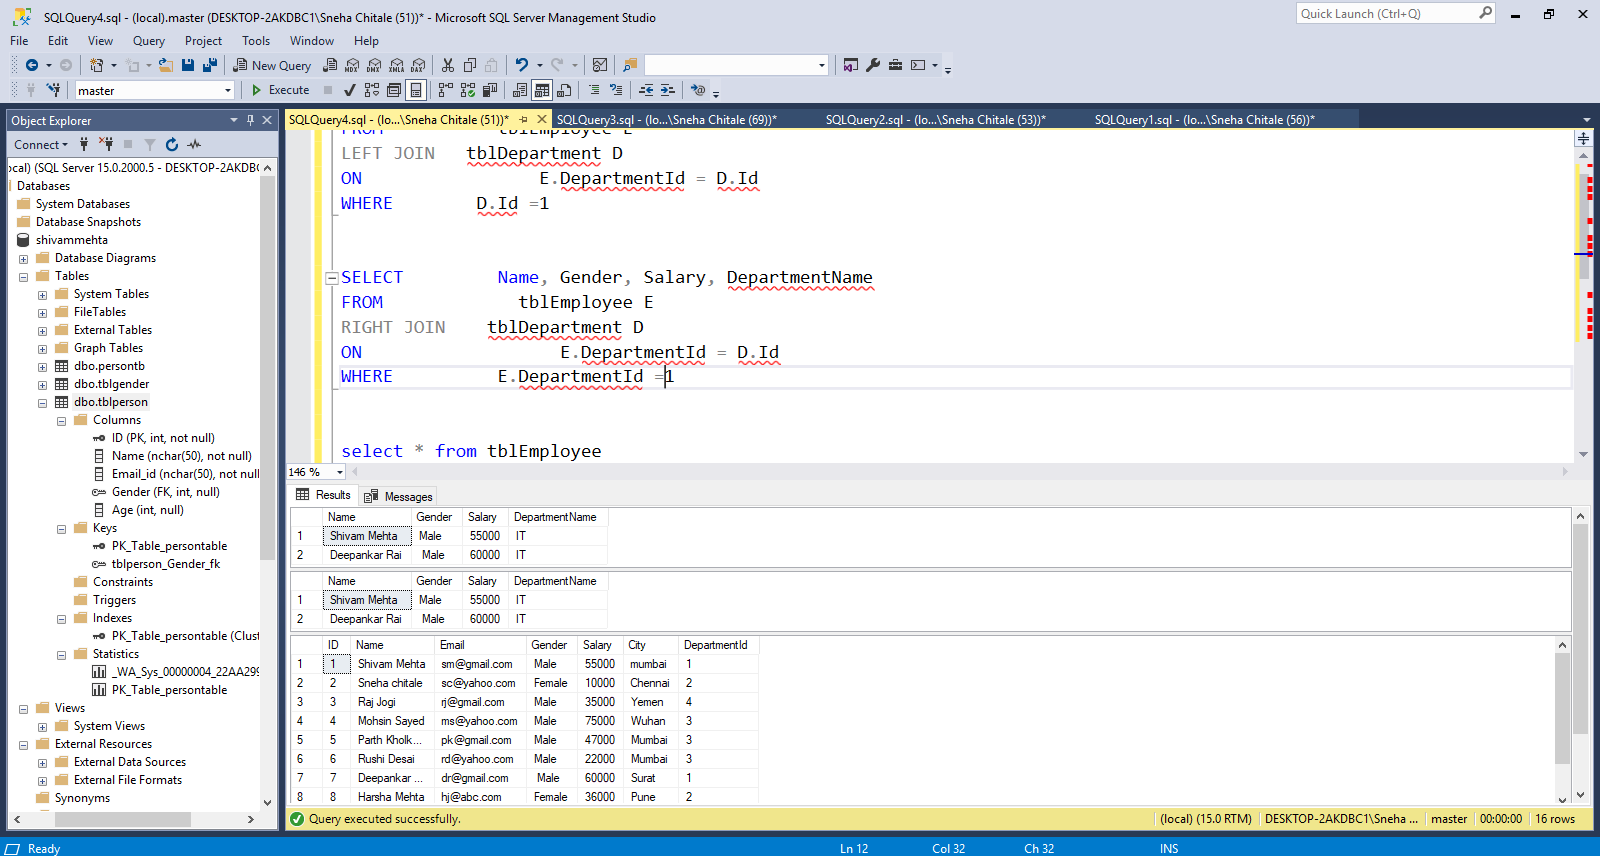 SQLQuery4.sql - (local).master (DESKTOP-2AKDBC1\Sneha Chitale (51))* - Microsoft SQL Server Management Studio
Quick Launch (Ctrl+Q)
File Edit View Query Project Tools Window Help
New Query MDX DMX XMLA DAX
master Execute
Object Explorer
SQLQuery4.sql - (lo...\Sneha Chitale (51))* SQLQuery3.sql - (lo...\Sneha Chitale (69))* SQLQuery2.sql - (lo...\Sneha Chitale (53))* SQLQuery1.sql - (lo...\Sneha Chitale (56))*
Connect
ocal) (SQL Server 15.0.2000.5 - DESKTOP-2AKDBC
Databases
System Databases
Database Snapshots
shivammehta
Database Diagrams
Tables
System Tables
FileTables
External Tables
Graph Tables
dbo.persontb
dbo.tblgender
dbo.tblperson
Columns
ID (PK, int, not null)
Name (nchar(50), not null)
Email_id (nchar(50), not null
Gender (FK, int, null)
Age (int, null)
Keys
PK_Table_persontable
tblperson_Gender_fk
Constraints
Triggers
Indexes
PK_Table_persontable (Clust
Statistics
_WA_Sys_00000004_22AA299
PK_Table_persontable
Views
System Views
External Resources
External Data Sources
External File Formats
Synonyms
FROM tblEmployee E
LEFT JOIN tblDepartment D
ON E.DepartmentId = D.Id
WHERE D.Id =1
SELECT Name, Gender, Salary, DepartmentName
FROM tblEmployee E
RIGHT JOIN tblDepartment D
ON E.DepartmentId = D.Id
WHERE E.DepartmentId =1
select * from tblEmployee
146 %
Results Messages
Name Gender Salary DepartmentName
1 Shivam Mehta Male 55000 IT
2 Deepankar Rai Male 60000 IT
Name Gender Salary DepartmentName
1 Shivam Mehta Male 55000 IT
2 Deepankar Rai Male 60000 IT
ID Name Email Gender Salary City DepartmentId
1 1 Shivam Mehta sm@gmail.com Male 55000 mumbai 1
2 2 Sneha chitale sc@yahoo.com Female 10000 Chennai 2
3 3 Raj Jogi rj@gmail.com Male 35000 Yemen 4
4 4 Mohsin Sayed ms@yahoo.com Male 75000 Wuhan 3
5 5 Parth Kholk... pk@gmail.com Male 47000 Mumbai 3
6 6 Rushi Desai rd@yahoo.com Male 22000 Mumbai 3
7 7 Deepankar ... dr@gmail.com Male 60000 Surat 1
8 8 Harsha Mehta hj@abc.com Female 36000 Pune 2
Query executed successfully. (local) (15.0 RTM) DESKTOP-2AKDBC1\Sneha ... master 00:00:00 16 rows
Ready Ln 12 Col 32 Ch 32 INS